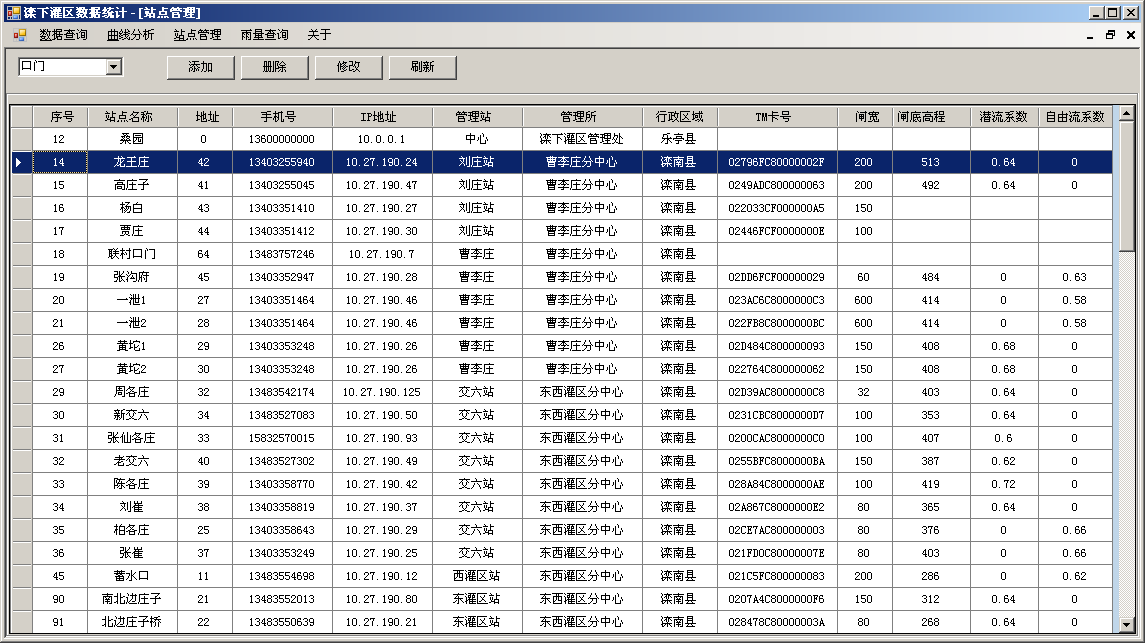 滦下灌区数据统计 - [站点管理]
数据查询 曲线分析 站点管理 雨量查询 关于
口门 添加 删除 修改 刷新
序号 站点名称 地址 手机号 IP地址 管理站 管理所 行政区域 TM卡号 闸宽 闸底高程 潜流系数 自由流系数
12 桑园 0 13600000000 10.0.0.1 中心 滦下灌区管理处 乐亭县
14 龙王庄 42 13403255940 10.27.190.24 刘庄站 曹李庄分中心 滦南县 02796FC80000002F 200 513 0.64 0
15 高庄子 41 13403255045 10.27.190.47 刘庄站 曹李庄分中心 滦南县 0249ADC800000063 200 492 0.64 0
16 杨白 43 13403351410 10.27.190.27 刘庄站 曹李庄分中心 滦南县 022033CF000000A5 150
17 贾庄 44 13403351412 10.27.190.30 刘庄站 曹李庄分中心 滦南县 02446FCF0000000E 100
18 联村口门 64 13483757246 10.27.190.7 曹李庄 曹李庄分中心 滦南县
19 张沟府 45 13403352947 10.27.190.28 曹李庄 曹李庄分中心 滦南县 02DD6FCF00000029 60 484 0 0.63
20 一泄1 27 13403351464 10.27.190.46 曹李庄 曹李庄分中心 滦南县 023AC6C8000000C3 600 414 0 0.58
21 一泄2 28 13403351464 10.27.190.46 曹李庄 曹李庄分中心 滦南县 022FB8C8000000BC 600 414 0 0.58
26 黄坨1 29 13403353248 10.27.190.26 曹李庄 曹李庄分中心 滦南县 02D484C800000093 150 408 0.68 0
27 黄坨2 30 13403353248 10.27.190.26 曹李庄 曹李庄分中心 滦南县 022764C800000062 150 408 0.68 0
29 周各庄 32 13483542174 10.27.190.125 交六站 东西灌区分中心 滦南县 02D39AC8000000C8 32 403 0.64 0
30 新交六 34 13483527083 10.27.190.50 交六站 东西灌区分中心 滦南县 0231CBC8000000D7 100 353 0.64 0
31 张仙各庄 33 15832570015 10.27.190.93 交六站 东西灌区分中心 滦南县 0200CAC8000000C0 100 407 0.6 0
32 老交六 40 13483527302 10.27.190.49 交六站 东西灌区分中心 滦南县 0255BFC8000000BA 150 387 0.62 0
33 陈各庄 39 13403358770 10.27.190.42 交六站 东西灌区分中心 滦南县 028A84C8000000AE 100 419 0.72 0
34 刘崔 38 13403358819 10.27.190.37 交六站 东西灌区分中心 滦南县 02A867C8000000E2 80 365 0.64 0
35 柏各庄 25 13403358643 10.27.190.29 交六站 东西灌区分中心 滦南县 02CE7AC800000003 80 376 0 0.66
36 张崔 37 13403353249 10.27.190.25 交六站 东西灌区分中心 滦南县 021FD0C80000007E 80 403 0 0.66
45 蓄水口 11 13483554698 10.27.190.12 西灌区站 东西灌区分中心 滦南县 021C5FC800000083 200 286 0 0.62
90 南北边庄子 21 13483552013 10.27.190.80 东灌区站 东西灌区分中心 滦南县 0207A4C8000000F6 150 312 0.64 0
91 北边庄子桥 22 13483550639 10.27.190.21 东灌区站 东西灌区分中心 滦南县 028478C80000003A 80 268 0.64 0